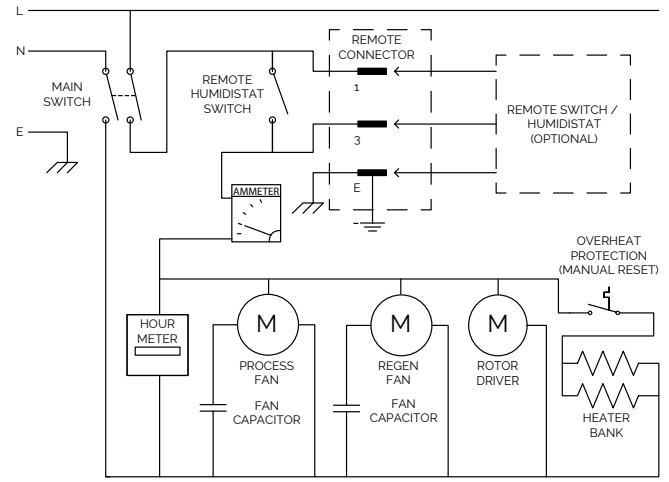 L
N
E
MAIN
SWITCH
REMOTE
HUMIDISTAT
SWITCH
REMOTE
CONNECTOR
1
3
E
REMOTE SWITCH /
HUMIDISTAT
(OPTIONAL)
AMMETER
OVERHEAT
PROTECTION
(MANUAL RESET)
HOUR
METER
M
PROCESS
FAN
FAN
CAPACITOR
M
REGEN
FAN
FAN
CAPACITOR
M
ROTOR
DRIVER
HEATER
BANK